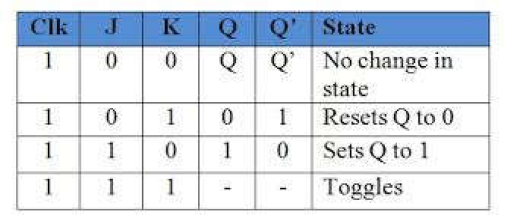 Clk J K Q Q' State
1 0 0 Q Q’ No change in
state
1 0 1 0 1 Resets Q to 0
1 1 0 1 0 Sets Q to 1
1 1 1 - - Toggles